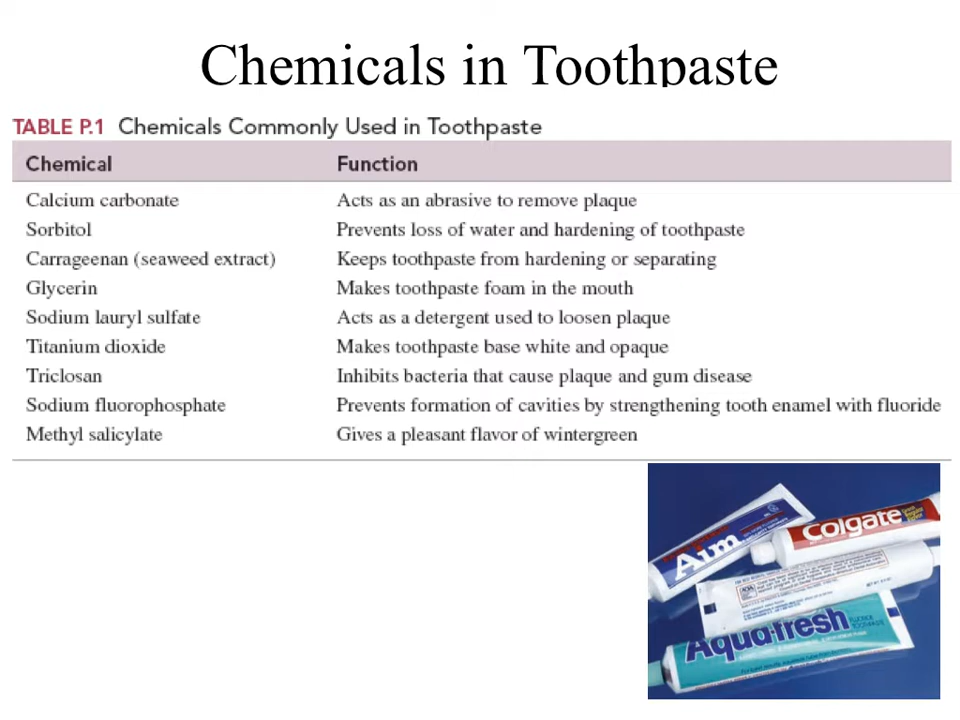 Chemicals in Toothpaste
TABLE P.1 Chemicals Commonly Used in Toothpaste
Chemical Function
Calcium carbonate Acts as an abrasive to remove plaque
Sorbitol Prevents loss of water and hardening of toothpaste
Carrageenan (seaweed extract) Keeps toothpaste from hardening or separating
Glycerin Makes toothpaste foam in the mouth
Sodium lauryl sulfate Acts as a detergent used to loosen plaque
Titanium dioxide Makes toothpaste base white and opaque
Triclosan Inhibits bacteria that cause plaque and gum disease
Sodium fluorophosphate Prevents formation of cavities by strengthening tooth enamel with fluoride
Methyl salicylate Gives a pleasant flavor of wintergreen
Aim
Colgate
Aqua-fresh